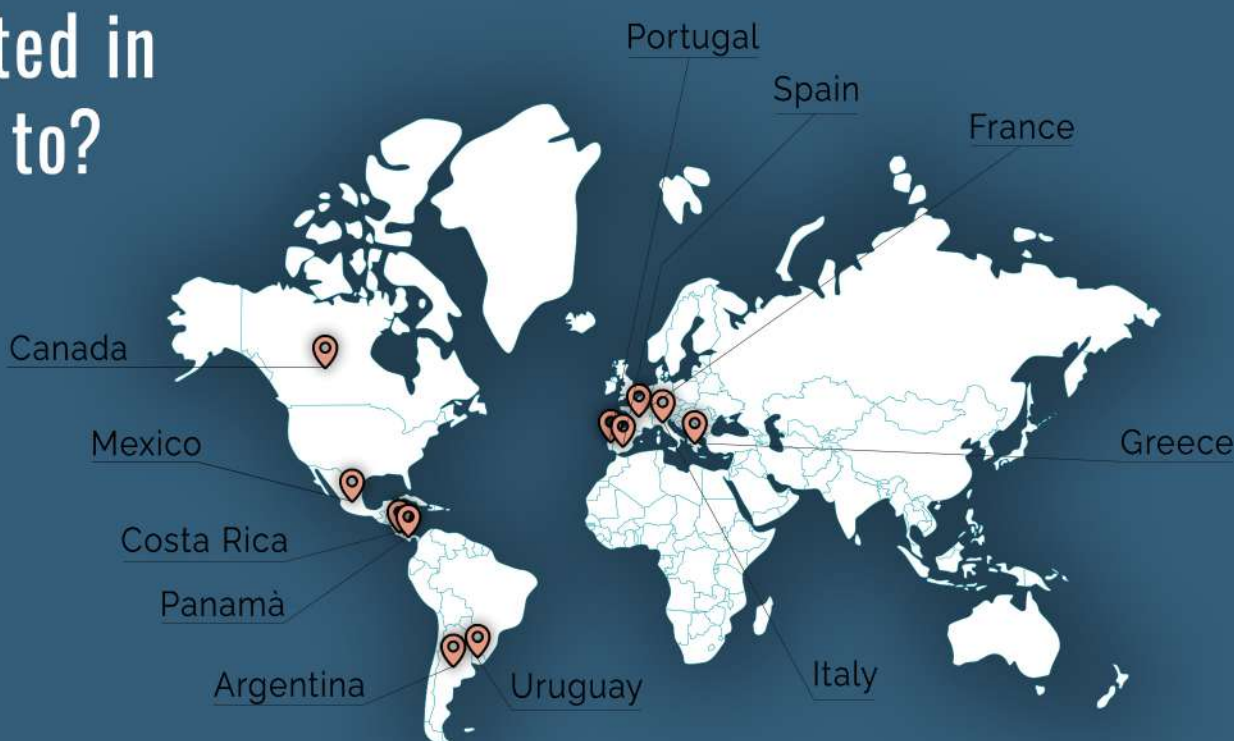 ted in
to?
Portugal
Spain
France
Canada
Mexico
Greece
Costa Rica
Panamà
Argentina
Uruguay
Italy